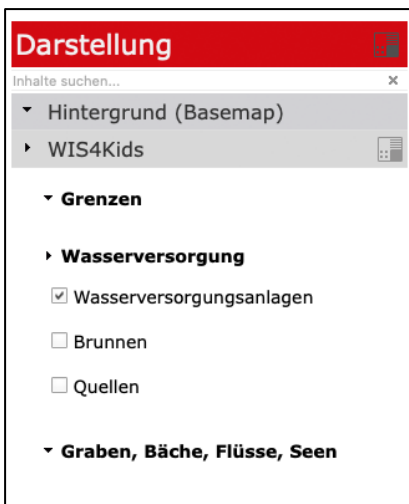 Darstellung
Inhalte suchen...
Hintergrund (Basemap)
WIS4Kids
Grenzen
Wasserversorgung
Wasserversorgungsanlagen
Brunnen
Quellen
Graben, Bäche, Flüsse, Seen